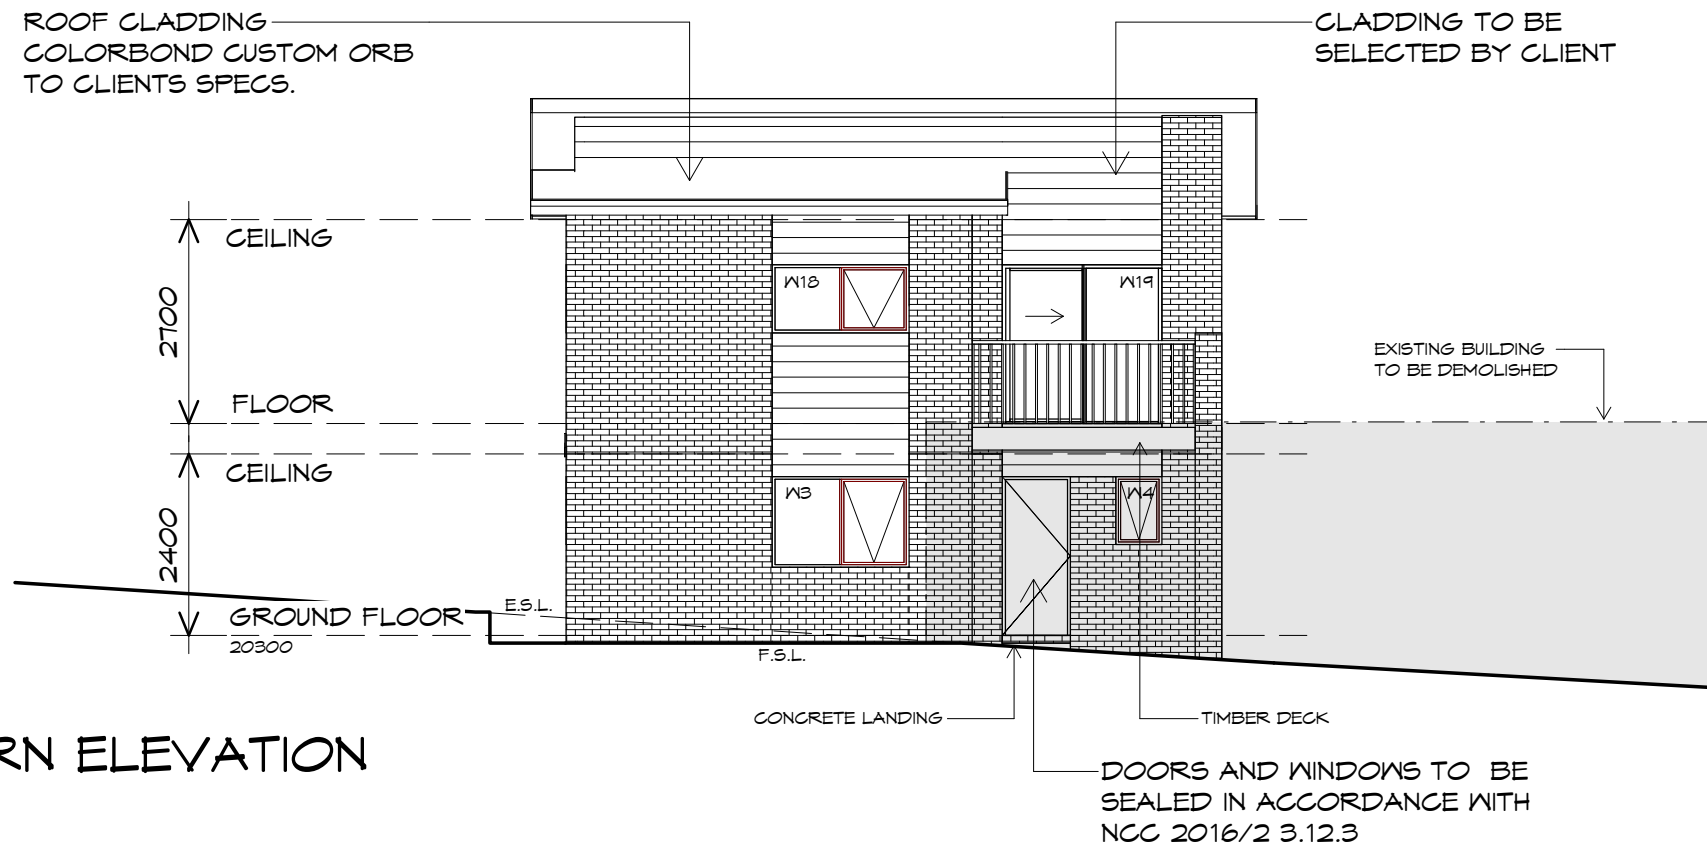 ROOF CLADDING
COLORBOND CUSTOM ORB
TO CLIENTS SPECS.
CLADDING TO BE
SELECTED BY CLIENT
CEILING
2700
FLOOR
CEILING
2400
GROUND FLOOR
20300
W18
W19
W3
W4
EXISTING BUILDING
TO BE DEMOLISHED
E.S.L.
F.S.L.
CONCRETE LANDING
TIMBER DECK
RN ELEVATION
DOORS AND WINDOWS TO BE
SEALED IN ACCORDANCE WITH
NCC 2016/2 3.12.3